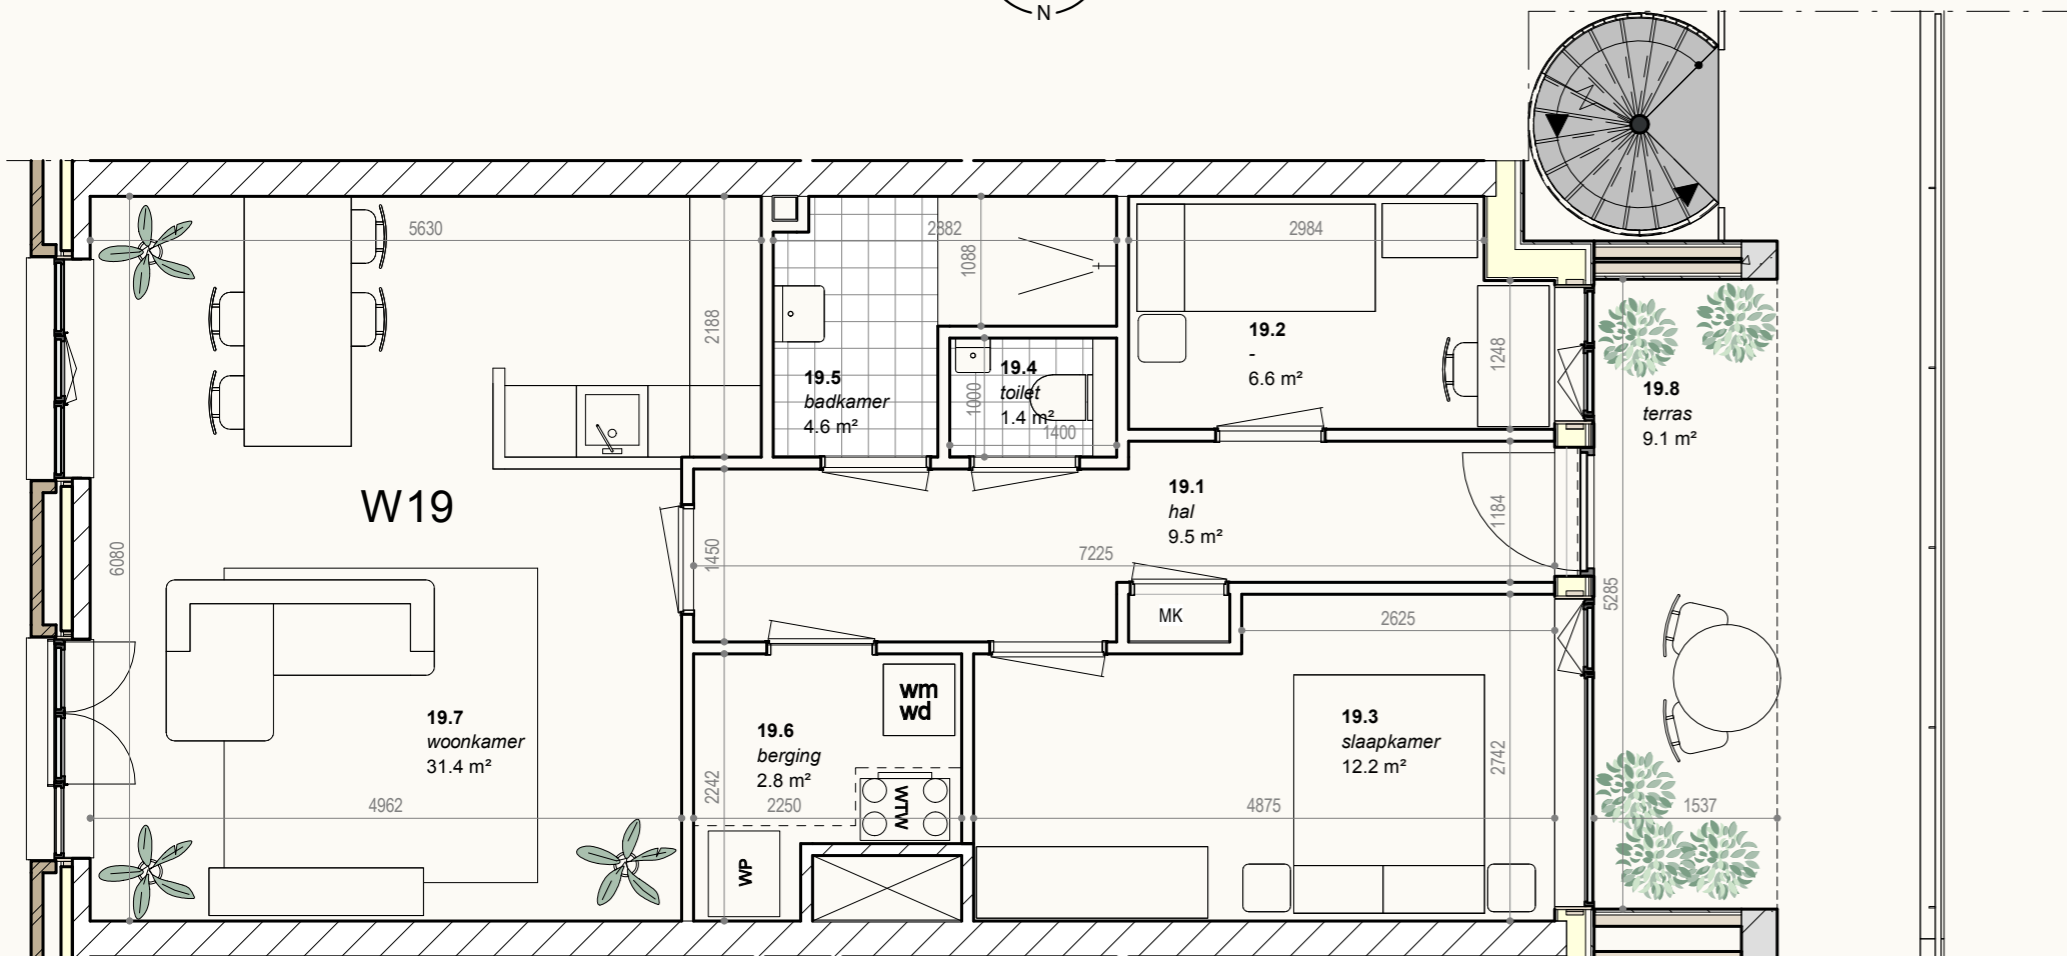 N
5630
2882
2984
1088
2188
19.2
-
6.6 m²
1248
19.5
badkamer
4.6 m²
19.4
toilet
1.4 m²
1000
1400
19.8
terras
9.1 m²
W19
19.1
hal
9.5 m²
1184
6080
1450
7225
5285
MK
2625
wm
wd
19.7
woonkamer
31.4 m²
19.6
berging
2.8 m²
19.3
slaapkamer
12.2 m²
2742
2242
4962
2250
WTW
4875
1537
WP